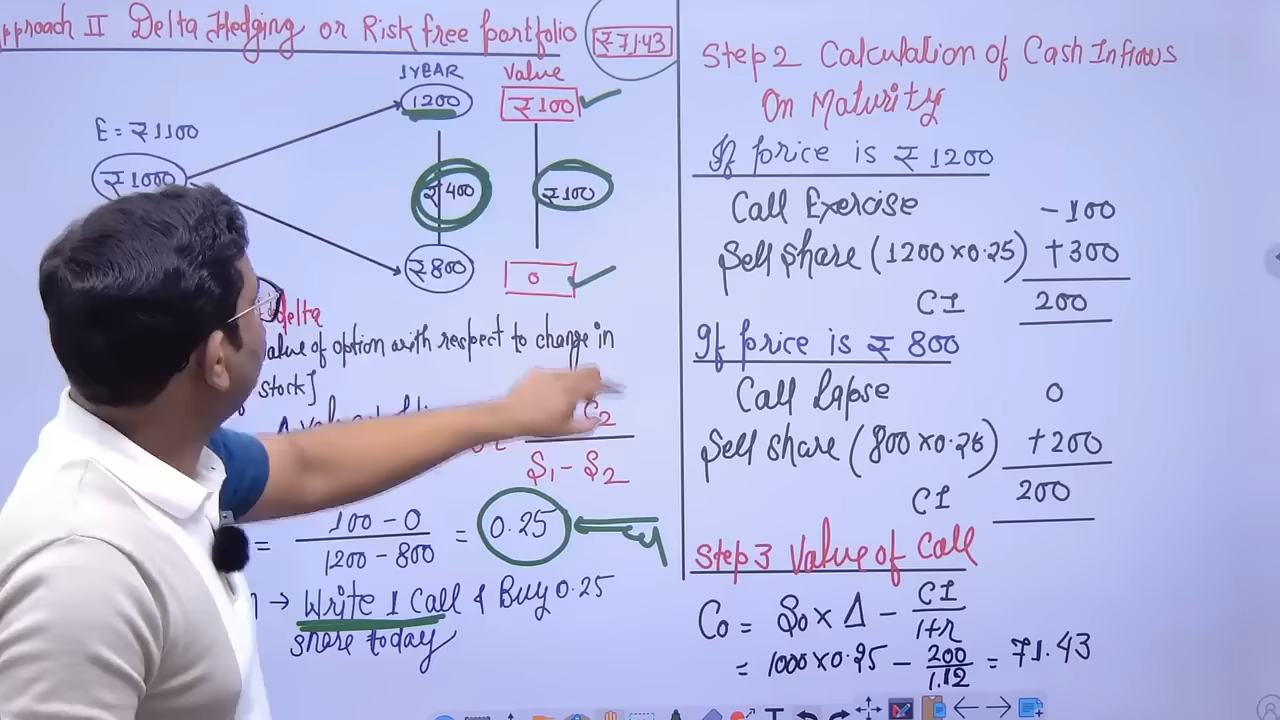 pproach II Delta Hedging or Risk free portfolio
₹71.43
1YEAR
Value
1200
₹100
E = ₹1100
₹1000
₹400
₹100
₹800
0
delta
alue of option with respect to change in
stock]
C2
S1 - S2
= 100 - 0 / 1200 - 800 = 0.25
→ Write 1 Call & Buy 0.25
share today
Step 2 Calculation of Cash Inflows
On Maturity
If price is ₹ 1200
Call Exercise -100
Sell share (1200×0.25) +300
CI 200
If price is ₹ 800
Call lapse 0
Sell share (800×0.25) +200
CI 200
Step 3 Value of Call
Co = S0 × Δ - CI / 1+r
= 1000×0.25 - 200 / 1.12 = 71.43